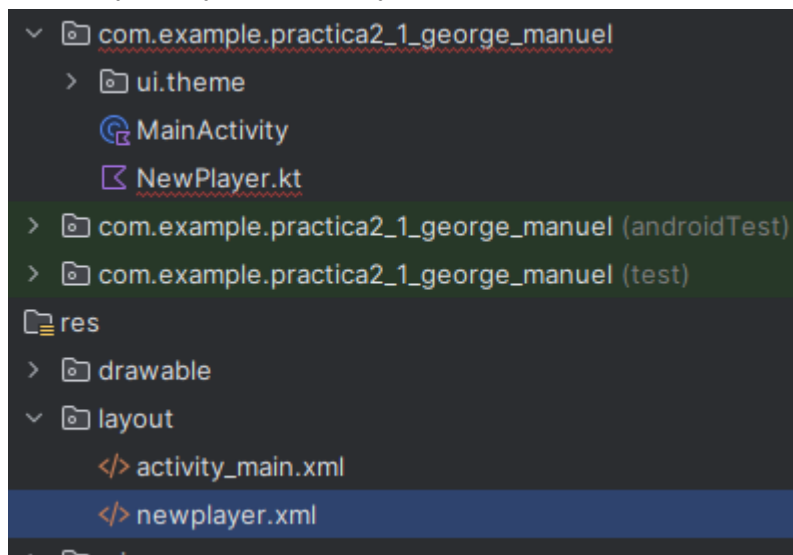 com.example.practica2_1_george_manuel
ui.theme
MainActivity
NewPlayer.kt
com.example.practica2_1_george_manuel (androidTest)
com.example.practica2_1_george_manuel (test)
res
drawable
layout
</> activity_main.xml
</> newplayer.xml